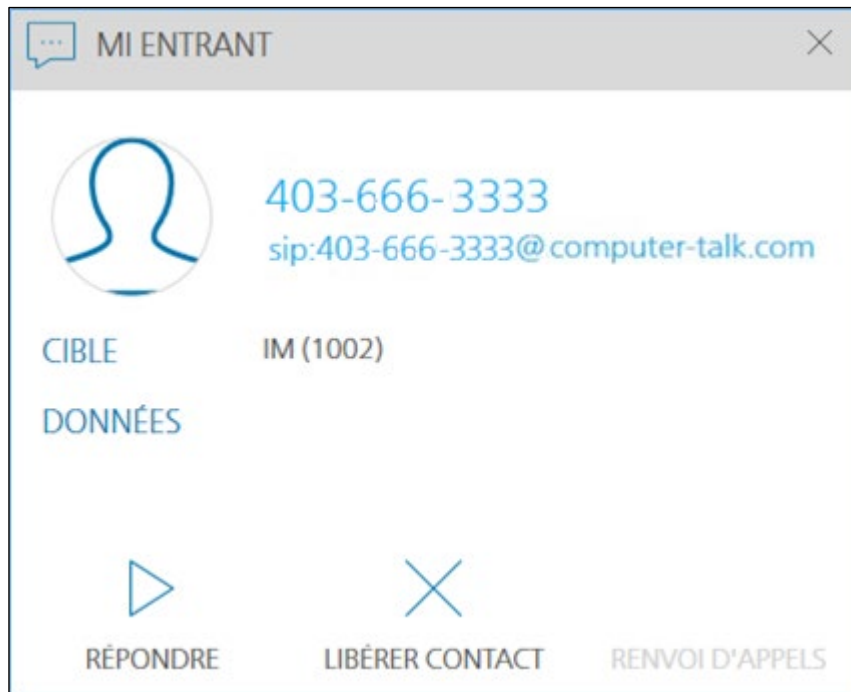 MI ENTRANT
403-666-3333
sip:403-666-3333@computer-talk.com
CIBLE IM (1002)
DONNÉES
RÉPONDRE LIBÉRER CONTACT RENVOI D'APPELS